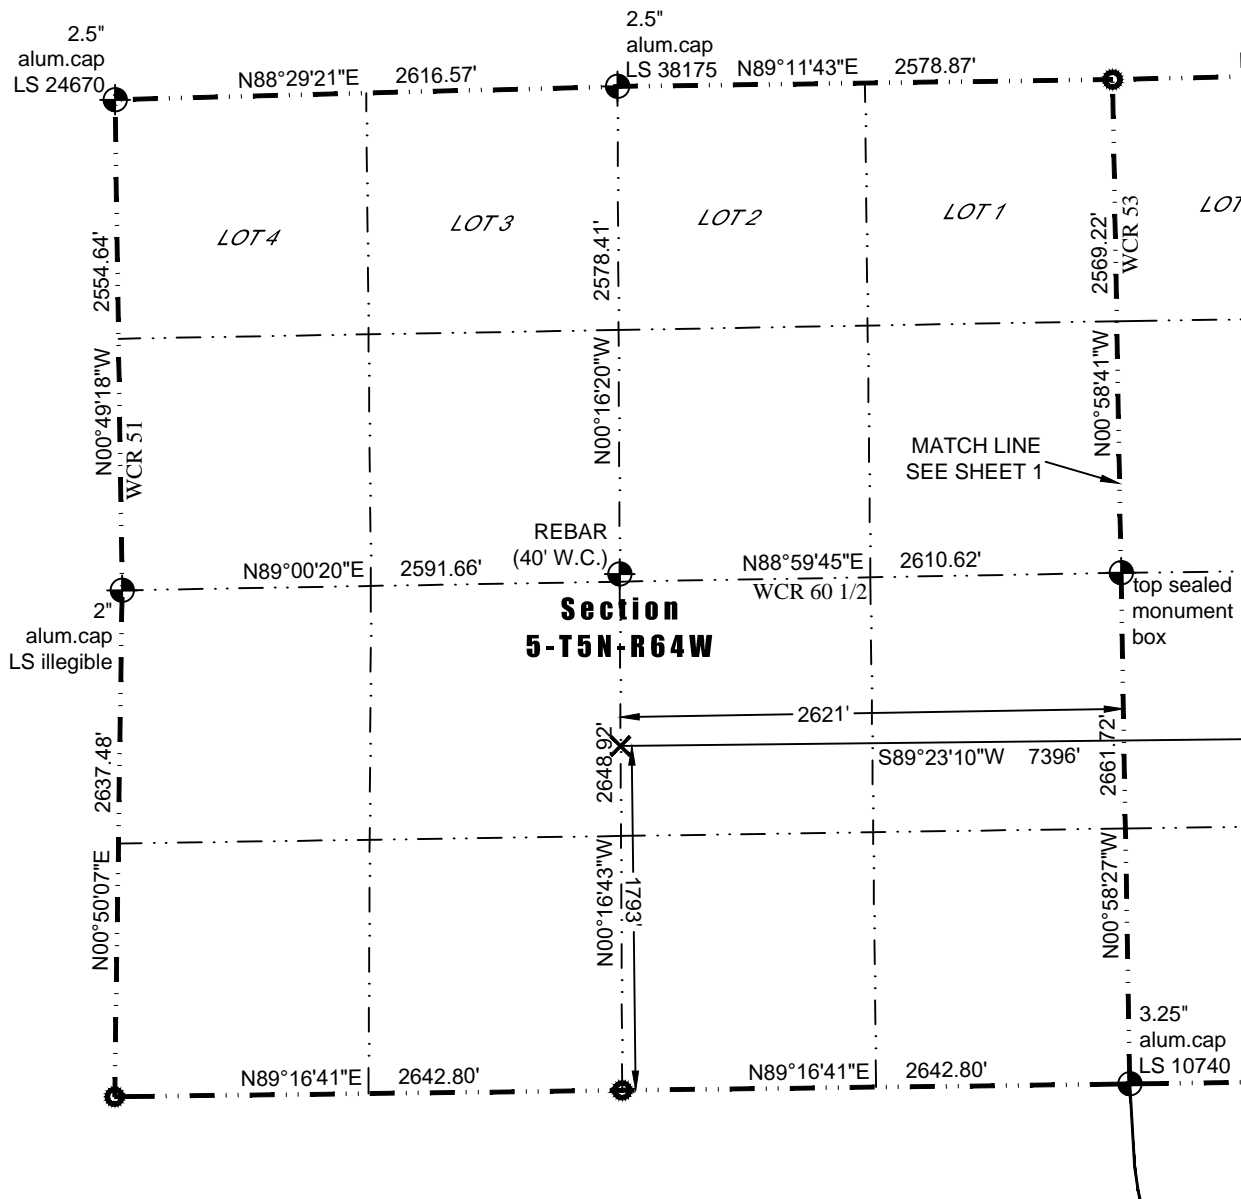 2.5"
alum.cap
LS 24670
N88°29'21"E 2616.57'
2.5"
alum.cap
LS 38175
N89°11'43"E 2578.87'
LOT 4
LOT 3
LOT 2
LOT 1
LOT
2554.64'
N00°49'18"W
WCR 51
2578.41'
N00°16'20"W
2569.22'
N00°58'41"W
WCR 53
MATCH LINE
SEE SHEET 1
REBAR
(40' W.C.)
N89°00'20"E 2591.66'
N88°59'45"E 2610.62'
WCR 60 1/2
2"
alum.cap
LS illegible
Section
5-T5N-R64W
top sealed
monument
box
2621'
S89°23'10"W 7396'
2637.48'
N00°50'07"E
2648.92'
N00°16'43"W
1793'
2661.72'
N00°58'27"W
3.25"
alum.cap
LS 10740
N89°16'41"E 2642.80'
N89°16'41"E 2642.80'